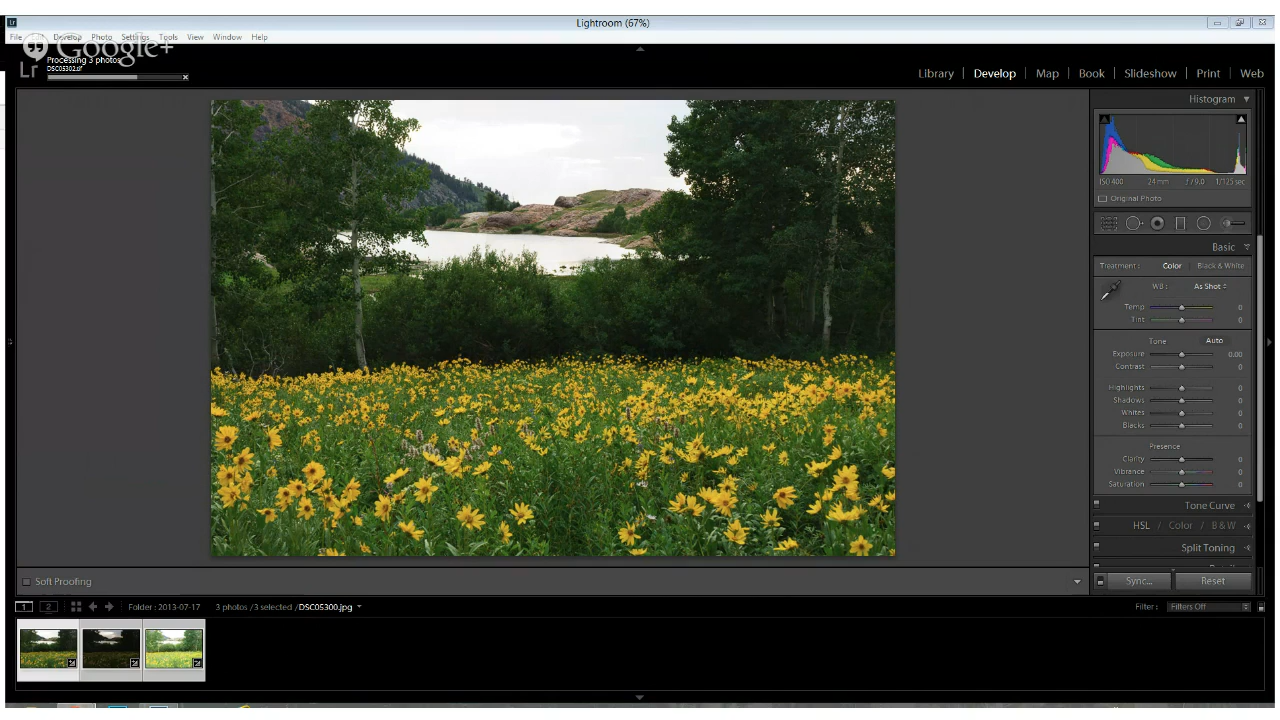 Lightroom (67%)
File Edit Develop Photo Settings Tools View Window Help
Google+
Lr
Processing 3 photos
DSC05302.tif
Library Develop Map Book Slideshow Print Web
Histogram
ISO 400 24 mm f / 9.0 1/125 sec
Original Photo
Basic
Treatment : Color Black & White
WB : As Shot
Temp 0
Tint 0
Tone Auto
Exposure 0.00
Contrast 0
Highlights 0
Shadows 0
Whites 0
Blacks 0
Presence
Clarity 0
Vibrance 0
Saturation 0
Tone Curve
HSL / Color / B & W
Split Toning
Soft Proofing
Sync... Reset
1 2 Folder : 2013-07-17 3 photos / 3 selected / DSC05300.jpg Filter : Filters Off